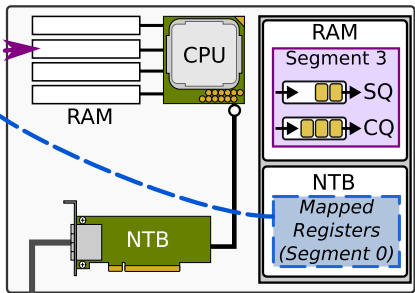 CPU
RAM
RAM
Segment 3
SQ
CQ
NTB
NTB
Mapped
Registers
(Segment 0)